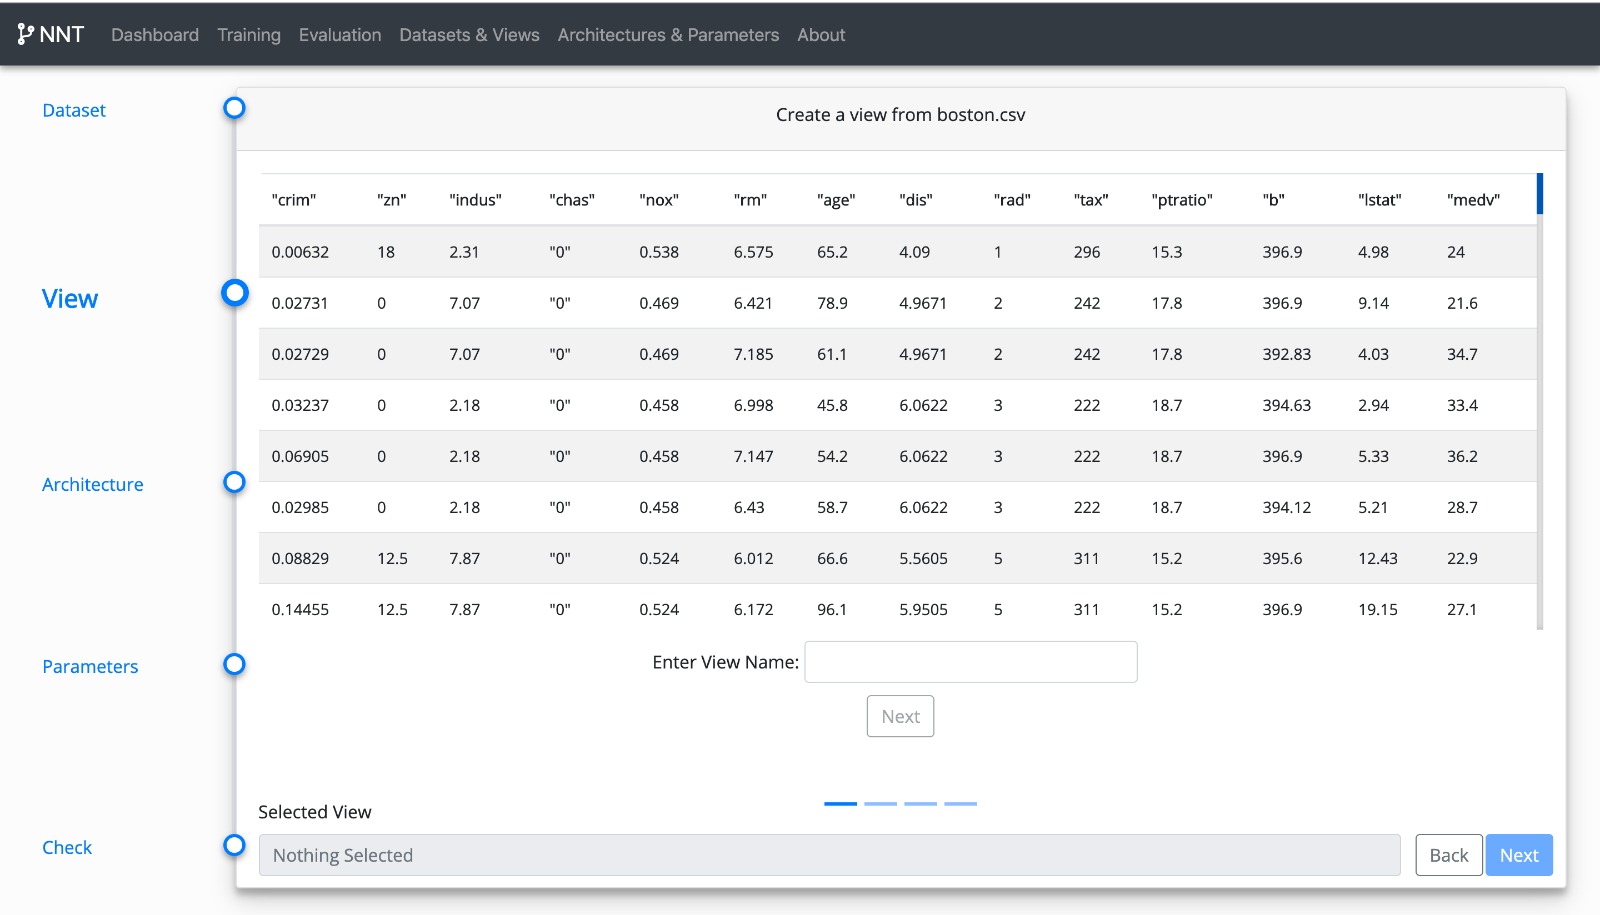 NNT Dashboard Training Evaluation Datasets & Views Architectures & Parameters About
Dataset
View
Architecture
Parameters
Check
Create a view from boston.csv
"crim" "zn" "indus" "chas" "nox" "rm" "age" "dis" "rad" "tax" "ptratio" "b" "lstat" "medv"
0.00632 18 2.31 "0" 0.538 6.575 65.2 4.09 1 296 15.3 396.9 4.98 24
0.02731 0 7.07 "0" 0.469 6.421 78.9 4.9671 2 242 17.8 396.9 9.14 21.6
0.02729 0 7.07 "0" 0.469 7.185 61.1 4.9671 2 242 17.8 392.83 4.03 34.7
0.03237 0 2.18 "0" 0.458 6.998 45.8 6.0622 3 222 18.7 394.63 2.94 33.4
0.06905 0 2.18 "0" 0.458 7.147 54.2 6.0622 3 222 18.7 396.9 5.33 36.2
0.02985 0 2.18 "0" 0.458 6.43 58.7 6.0622 3 222 18.7 394.12 5.21 28.7
0.08829 12.5 7.87 "0" 0.524 6.012 66.6 5.5605 5 311 15.2 395.6 12.43 22.9
0.14455 12.5 7.87 "0" 0.524 6.172 96.1 5.9505 5 311 15.2 396.9 19.15 27.1
Enter View Name:
Next
Selected View
Nothing Selected Back Next